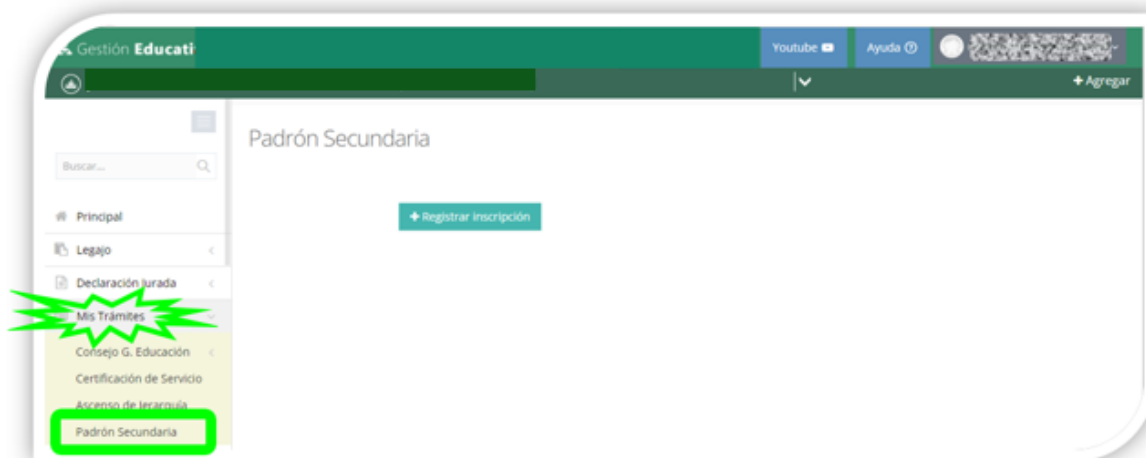 Gestión Educati
Youtube
Ayuda
+ Agregar
Padrón Secundaria
Buscar...
Principal
+ Registrar inscripción
Legajo
Declaración Jurada
Mis Trámites
Consejo G. Educación
Certificación de Servicio
Ascenso de Jerarquía
Padrón Secundaria